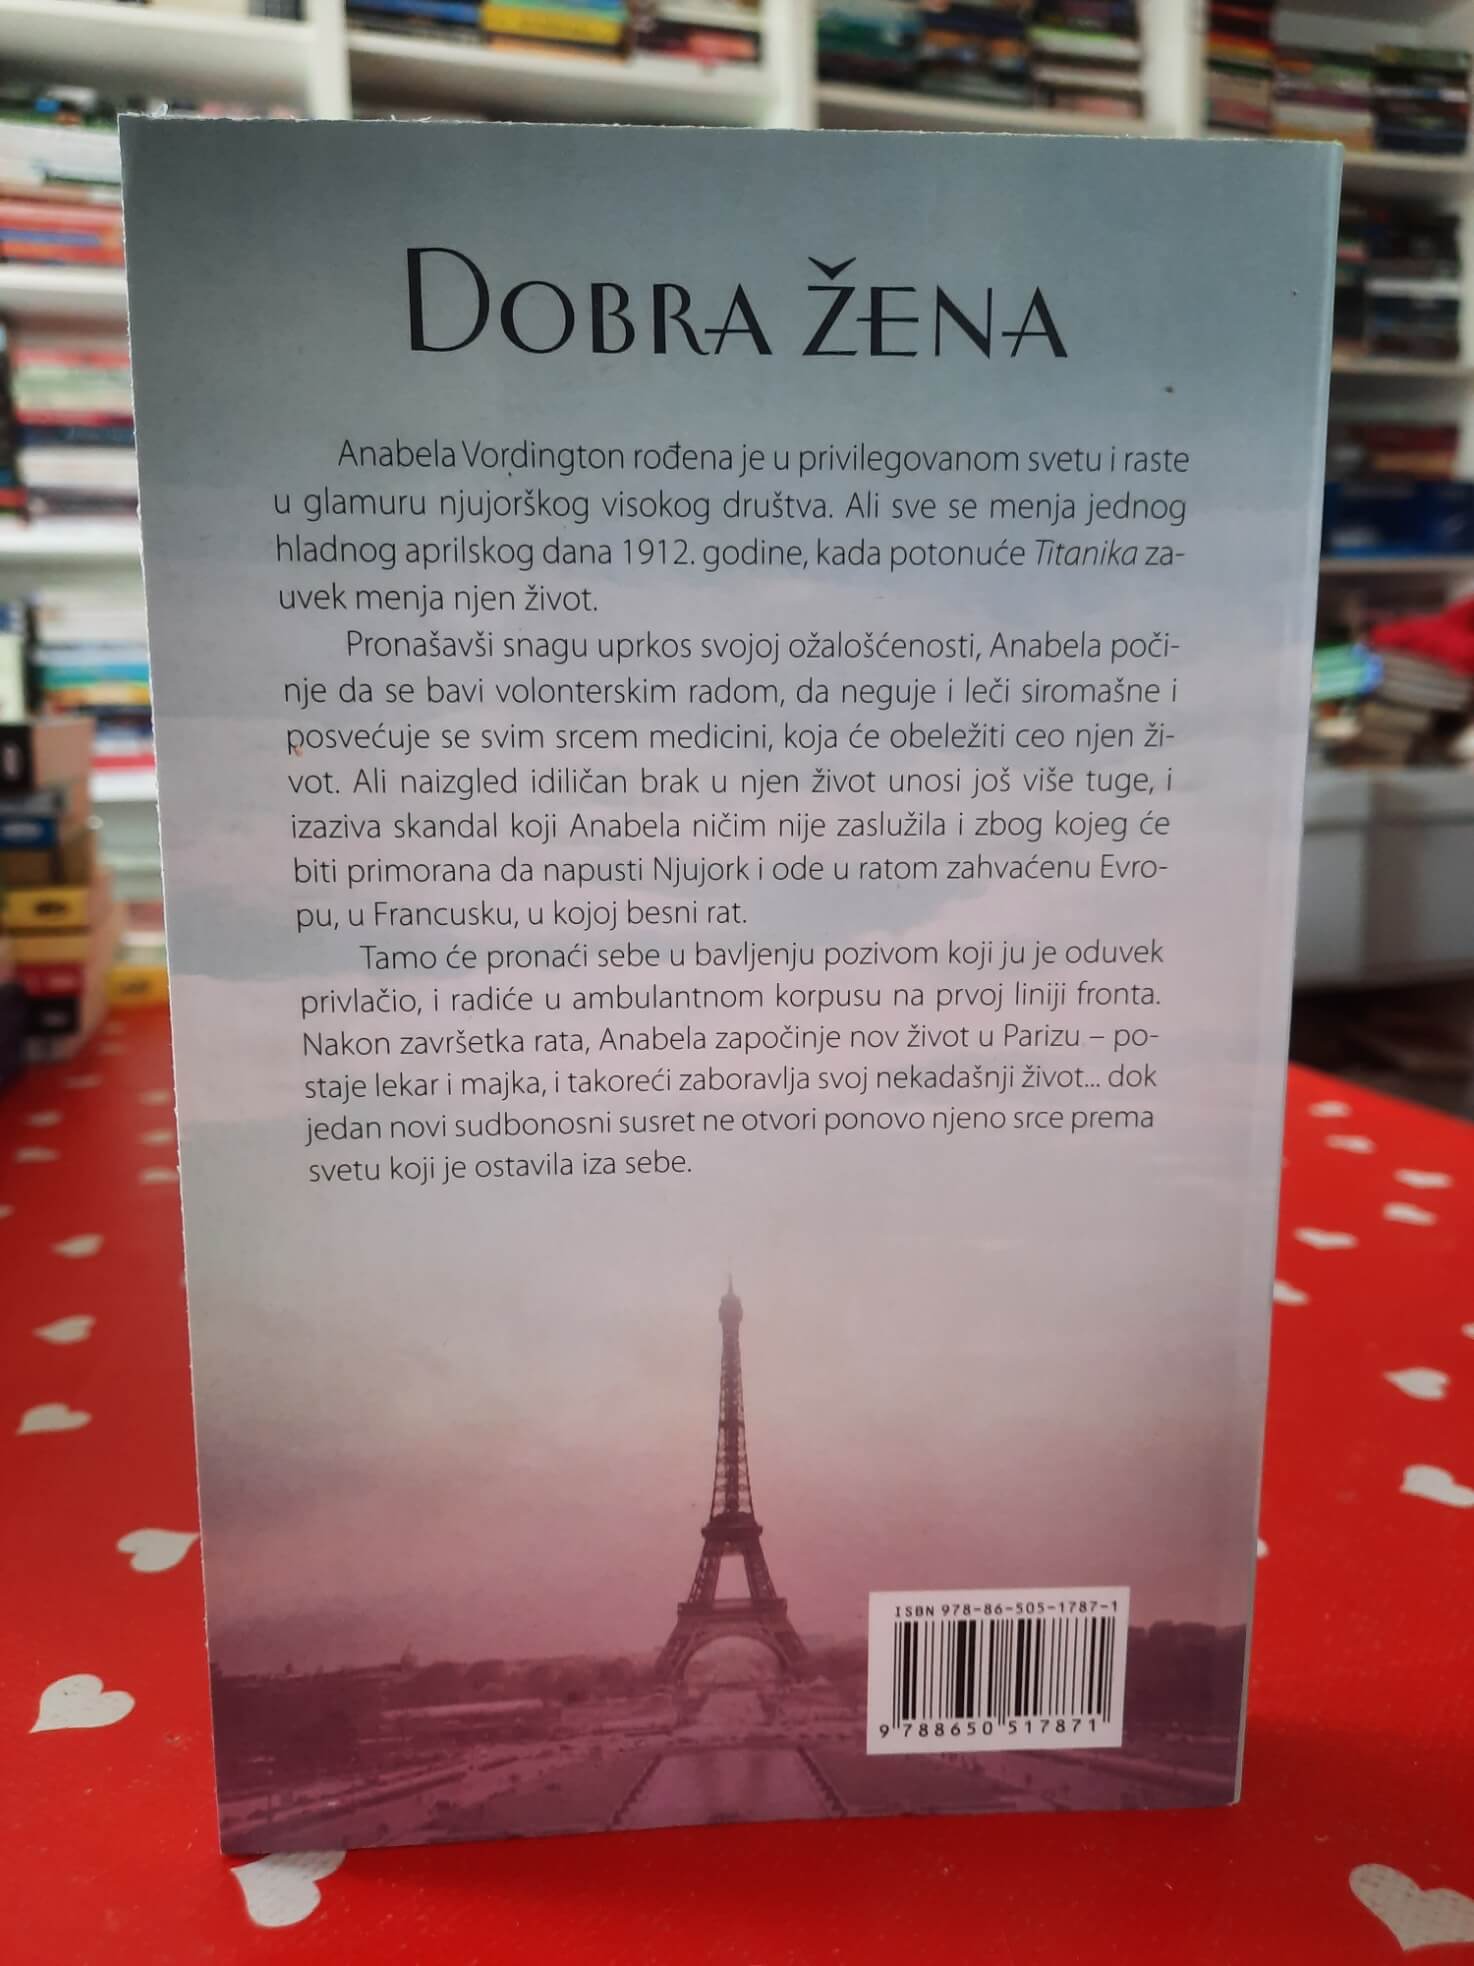 DOBRA ŽENA
Anabela Vordington rođena je u privilegovanom svetu i raste
u glamuru njujorškog visokog društva. Ali sve se menja jednog
hladnog aprilskog dana 1912. godine, kada potonuće Titanika za-
uvek menja njen život.
Pronašavši snagu uprkos svojoj ožalošćenosti, Anabela poči-
nje da se bavi volonterskim radom, da neguje i leči siromašne i
posvećuje se svim srcem medicini, koja će obeležiti ceo njen ži-
vot. Ali naizgled idiličan brak u njen život unosi još više tuge, i
izaziva skandal koji Anabela ničim nije zaslužila i zbog kojeg će
biti primorana da napusti Njujork i ode u ratom zahvaćenu Evro-
pu, u Francusku, u kojoj besni rat.
Tamo će pronaći sebe u bavljenju pozivom koji ju je oduvek
privlačio, i radiće u ambulantnom korpusu na prvoj liniji fronta.
Nakon završetka rata, Anabela započinje nov život u Parizu – po-
staje lekar i majka, i takoreći zaboravlja svoj nekadašnji život... dok
jedan novi sudbonosni susret ne otvori ponovo njeno srce prema
svetu koji je ostavila iza sebe.
ISBN 978-86-505-1787-1
9 788650 517871